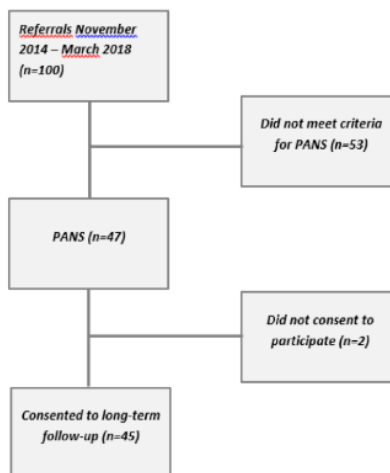 Referrals November
2014 – March 2018
(n=100)
Did not meet criteria
for PANS (n=53)
PANS (n=47)
Did not consent to
participate (n=2)
Consented to long-term
follow-up (n=45)